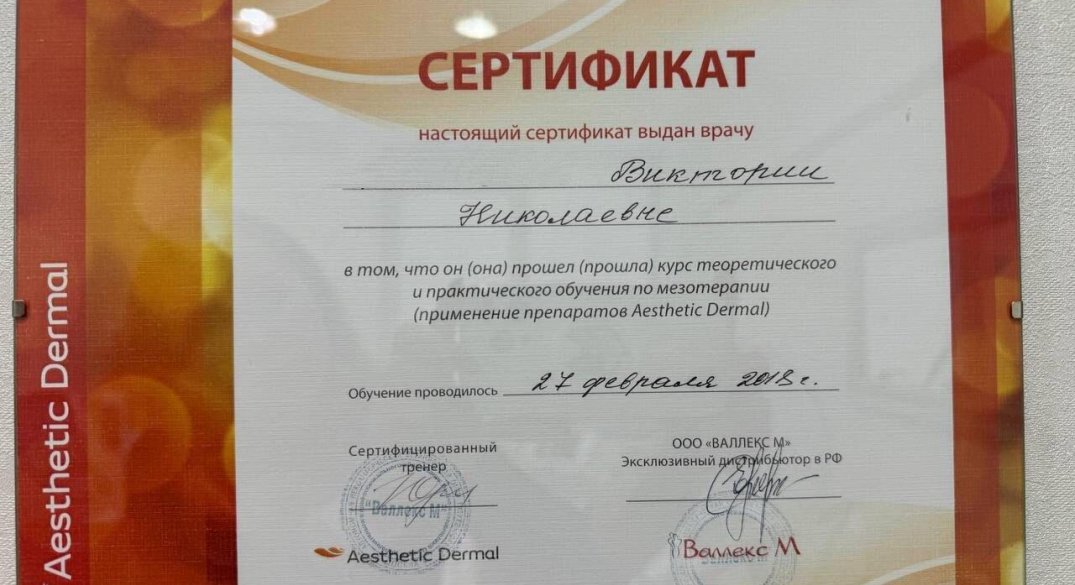 Aesthetic Dermal
СЕРТИФИКАТ
настоящий сертификат выдан врачу
Виктории
Николаевне
в том, что он (она) прошел (прошла) курс теоретического
и практического обучения по мезотерапии
(применение препаратов Aesthetic Dermal)
Обучение проводилось 27 февраля 2018 г.
Сертифицированный
тренер
"Валлекс М"
Aesthetic Dermal
ООО «ВАЛЛЕКС М»
Эксклюзивный дистрибьютор в РФ
Валлекс М